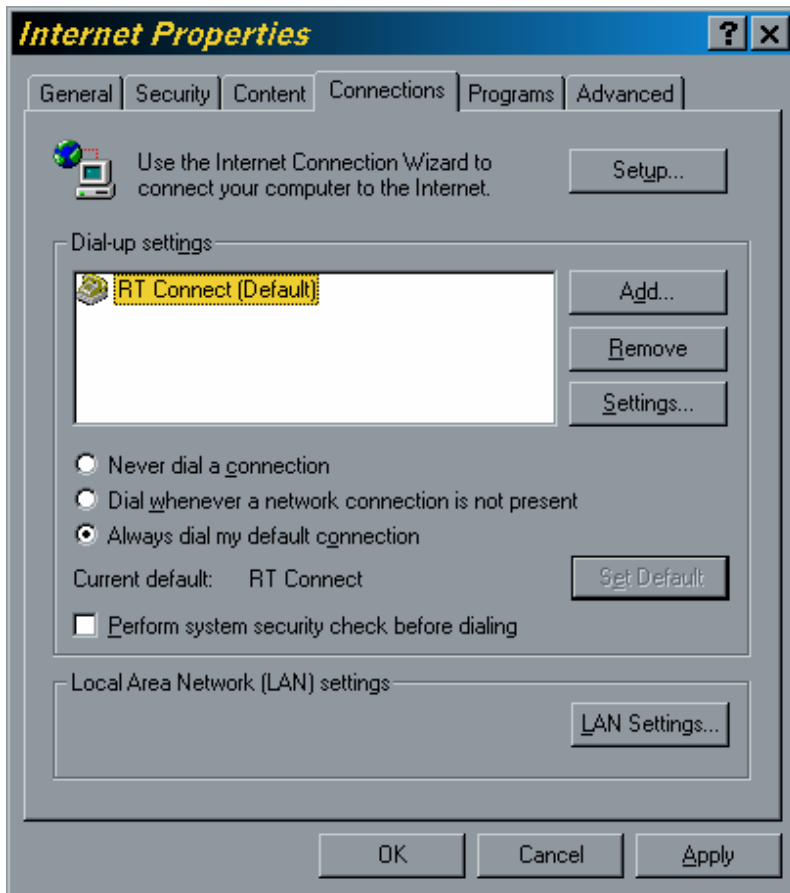 Internet Properties
General Security Content Connections Programs Advanced
Use the Internet Connection Wizard to
connect your computer to the Internet.
Setup...
Dial-up settings
RT Connect (Default)
Add...
Remove
Settings...
Never dial a connection
Dial whenever a network connection is not present
Always dial my default connection
Current default: RT Connect
Set Default
Perform system security check before dialing
Local Area Network (LAN) settings
LAN Settings...
OK Cancel Apply